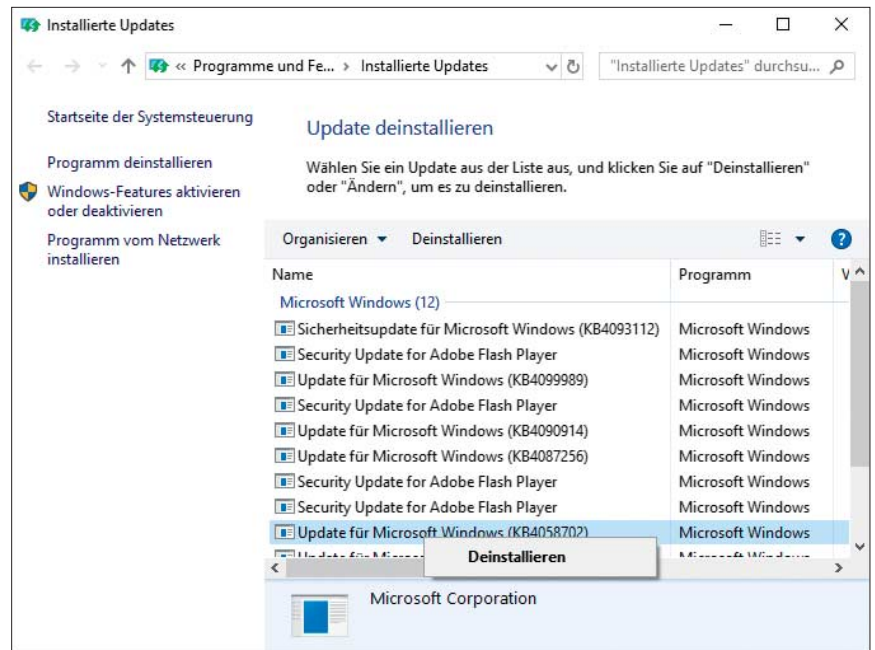 Installierte Updates
« Programme und Fe... › Installierte Updates
"Installierte Updates" durchsu...
Startseite der Systemsteuerung
Programm deinstallieren
Windows-Features aktivieren
oder deaktivieren
Programm vom Netzwerk
installieren
Update deinstallieren
Wählen Sie ein Update aus der Liste aus, und klicken Sie auf "Deinstallieren"
oder "Ändern", um es zu deinstallieren.
Organisieren Deinstallieren
Name Programm V
Microsoft Windows (12)
Sicherheitsupdate für Microsoft Windows (KB4093112) Microsoft Windows
Security Update for Adobe Flash Player Microsoft Windows
Update für Microsoft Windows (KB4099989) Microsoft Windows
Security Update for Adobe Flash Player Microsoft Windows
Update für Microsoft Windows (KB4090914) Microsoft Windows
Update für Microsoft Windows (KB4087256) Microsoft Windows
Security Update for Adobe Flash Player Microsoft Windows
Security Update for Adobe Flash Player Microsoft Windows
Update für Microsoft Windows (KB4058702) Microsoft Windows
Deinstallieren
Microsoft Corporation